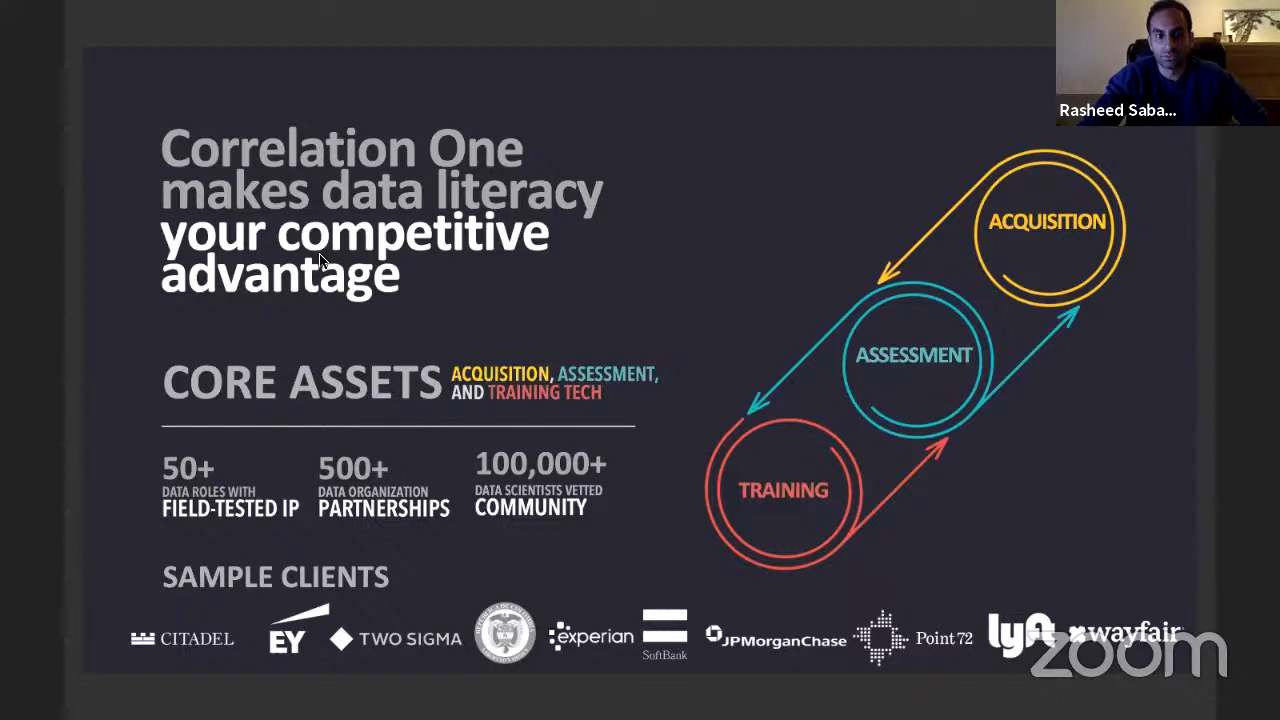 Rasheed Saba...
Correlation One
makes data literacy
your competitive
advantage
CORE ASSETS
ACQUISITION, ASSESSMENT,
AND TRAINING TECH
50+
DATA ROLES WITH
FIELD-TESTED IP
500+
DATA ORGANIZATION
PARTNERSHIPS
100,000+
DATA SCIENTISTS VETTED
COMMUNITY
ACQUISITION
ASSESSMENT
TRAINING
SAMPLE CLIENTS
CITADEL
EY
TWO SIGMA
experian
SoftBank
JPMorganChase
Point72
lyft
wayfair
zoom